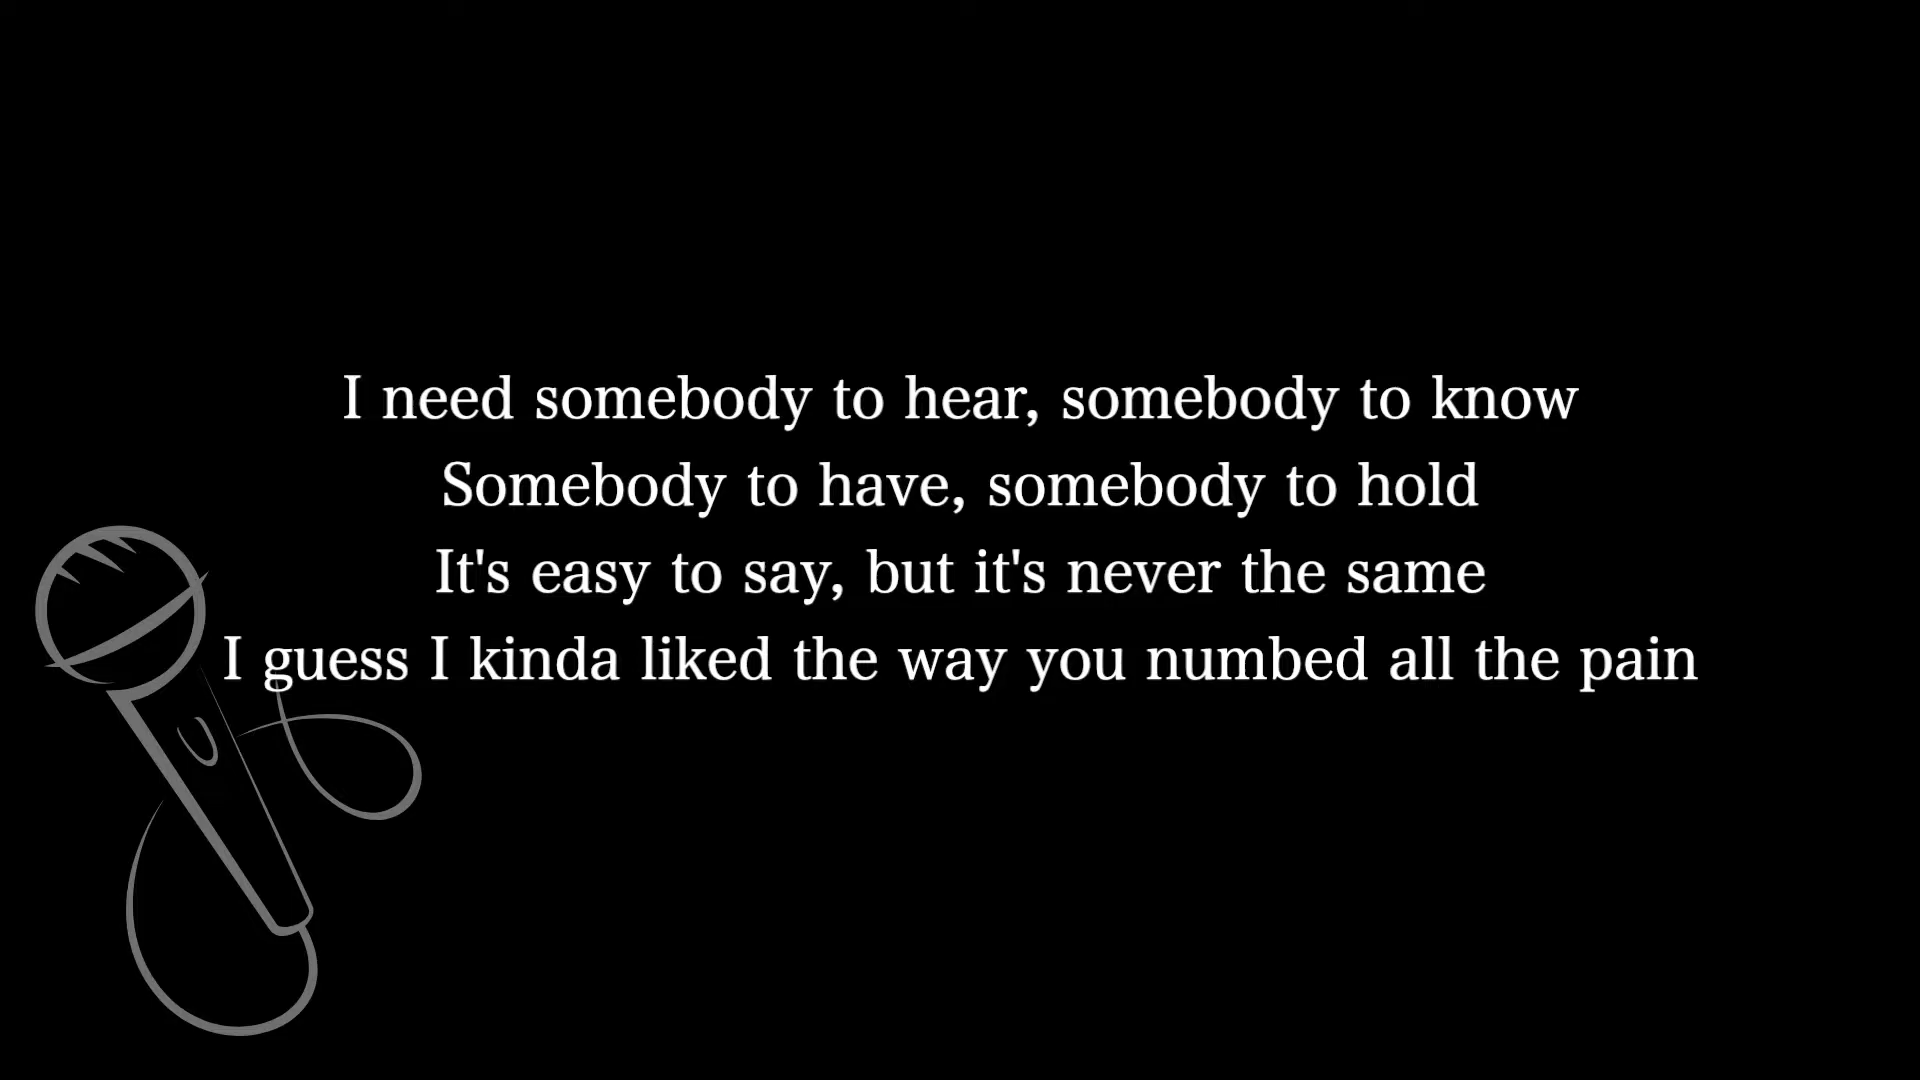 I need somebody to hear, somebody to know
Somebody to have, somebody to hold
It's easy to say, but it's never the same
I guess I kinda liked the way you numbed all the pain